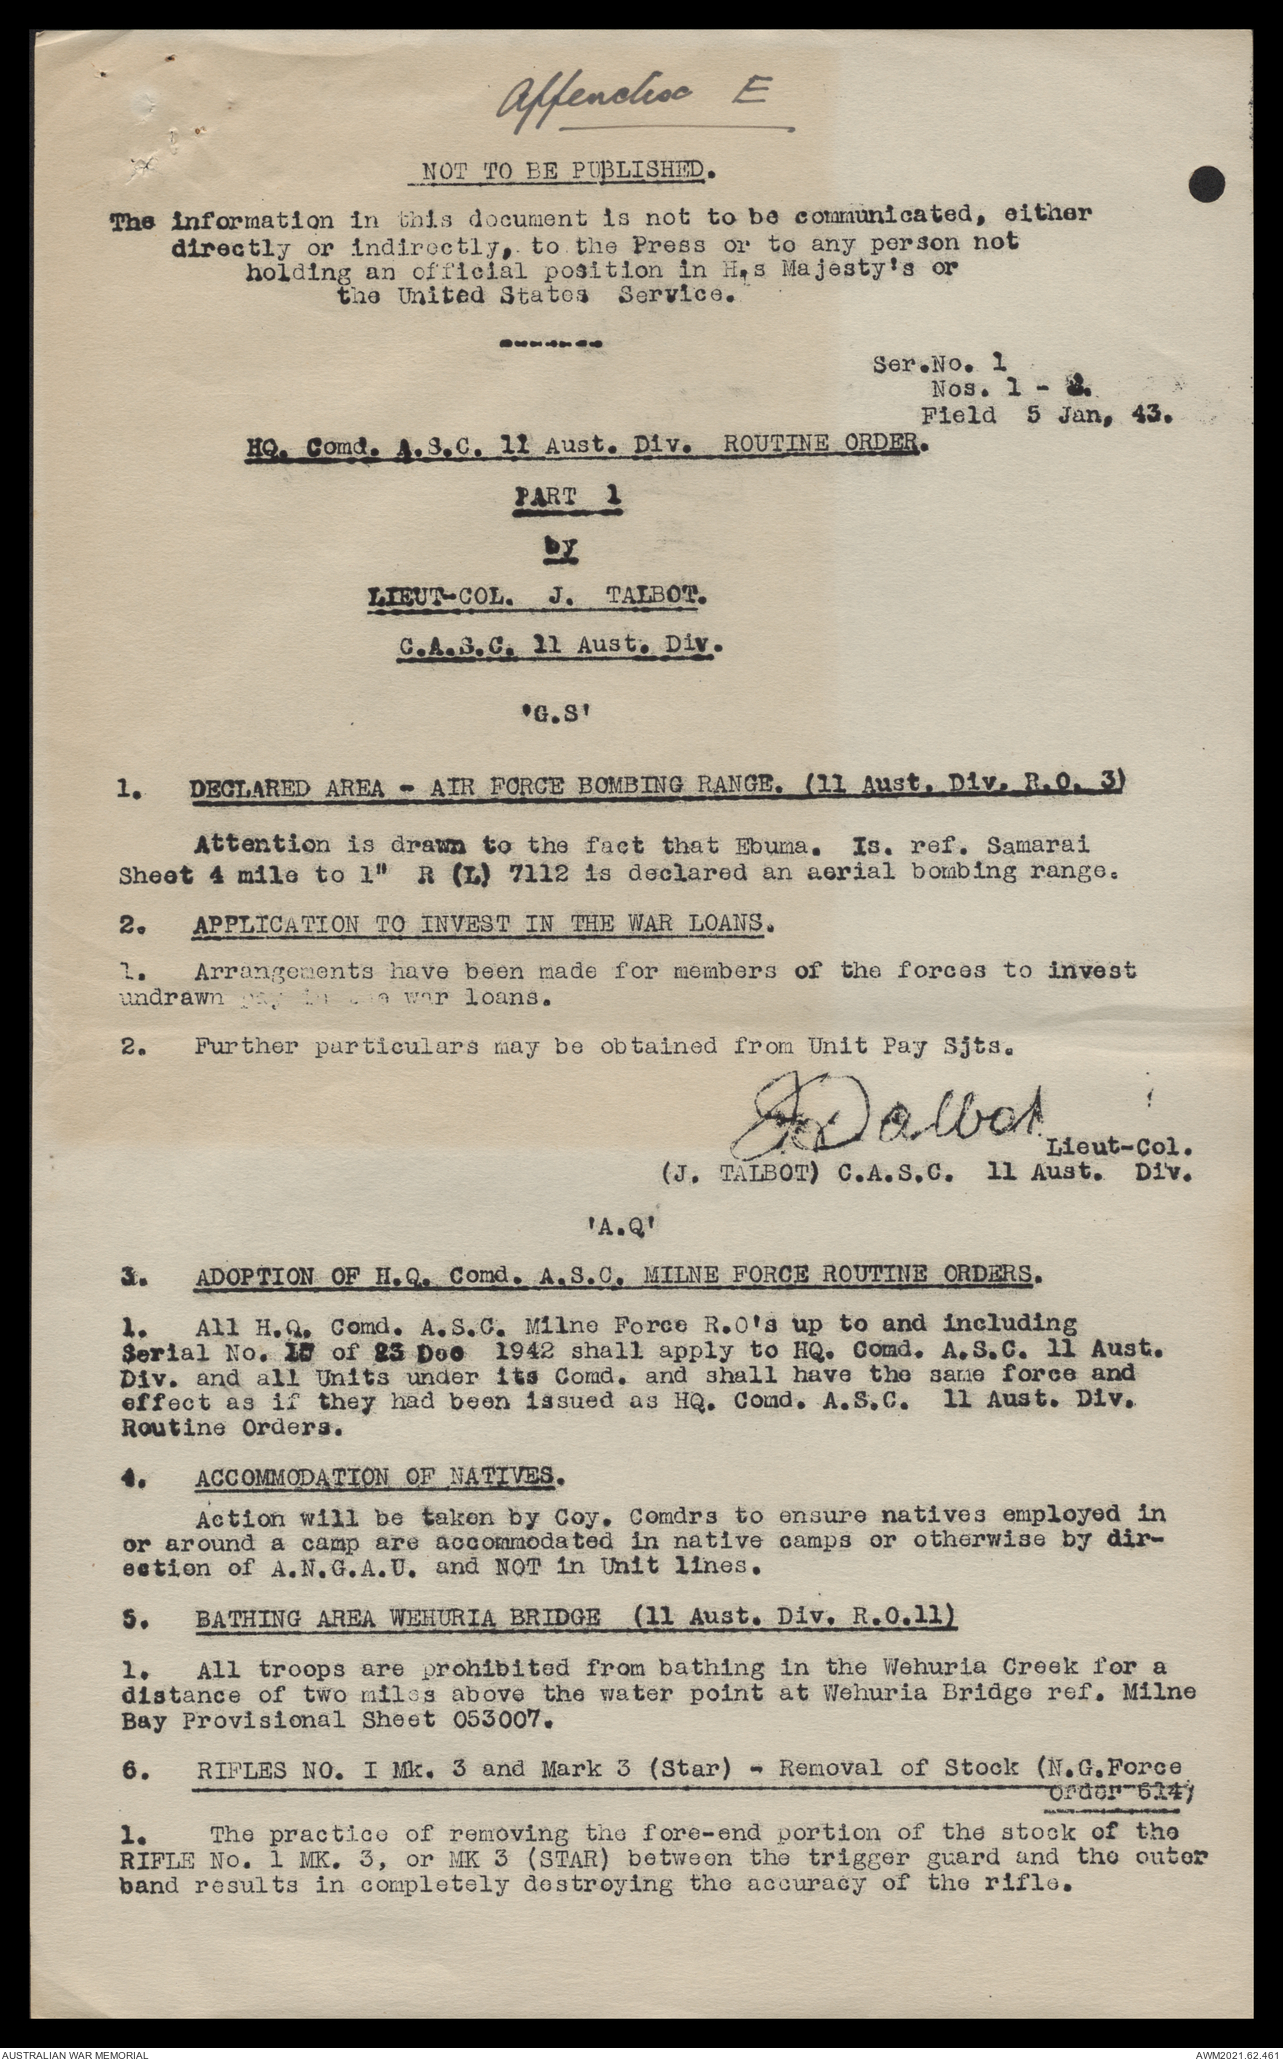 Appendix E
NOT TO BE PUBLISHED.
The information in this document is not to be communicated, either
directly or indirectly, to the Press or to any person not
holding an official position in H,s Majesty's or
the United States Service.
-------
Ser.No. 1
Nos. 1 -
Field 5 Jan, 43.
HQ. Comd. A.S.C. 11 Aust. Div. ROUTINE ORDER.
PART 1
by
LIEUT-COL. J. TALBOT.
C.A.S.C. 11 Aust. Div.
'G.S'
1. DECLARED AREA - AIR FORCE BOMBING RANGE. (11 Aust. Div. R.O. 3)
Attention is drawn to the fact that Ebuma. Is. ref. Samarai
Sheet 4 mile to 1" R (L) 7112 is declared an aerial bombing range.
2. APPLICATION TO INVEST IN THE WAR LOANS.
1. Arrangements have been made for members of the forces to invest
undrawn pay in the war loans.
2. Further particulars may be obtained from Unit Pay Sjts.
J Talbot
Lieut-Col.
(J. TALBOT) C.A.S.C. 11 Aust. Div.
'A.Q'
3. ADOPTION OF H.Q. Comd. A.S.C. MILNE FORCE ROUTINE ORDERS.
1. All H.Q. Comd. A.S.C. Milne Force R.O's up to and including
Serial No. of 23 Dec 1942 shall apply to HQ. Comd. A.S.C. 11 Aust.
Div. and all Units under its Comd. and shall have the same force and
effect as if they had been issued as HQ. Comd. A.S.C. 11 Aust. Div.
Routine Orders.
4. ACCOMMODATION OF NATIVES.
Action will be taken by Coy. Comdrs to ensure natives employed in
or around a camp are accommodated in native camps or otherwise by dir-
ection of A.N.G.A.U. and NOT in Unit lines.
5. BATHING AREA WEHURIA BRIDGE (11 Aust. Div. R.O.11)
1. All troops are prohibited from bathing in the Wehuria Creek for a
distance of two miles above the water point at Wehuria Bridge ref. Milne
Bay Provisional Sheet 053007.
6. RIFLES NO. I Mk. 3 and Mark 3 (Star) - Removal of Stock (N.G.Force
Order 614)
1. The practice of removing the fore-end portion of the stock of the
RIFLE No. 1 MK. 3, or MK 3 (STAR) between the trigger guard and the outer
band results in completely destroying the accuracy of the rifle.
AUSTRALIAN WAR MEMORIAL
AWM2021.62.461